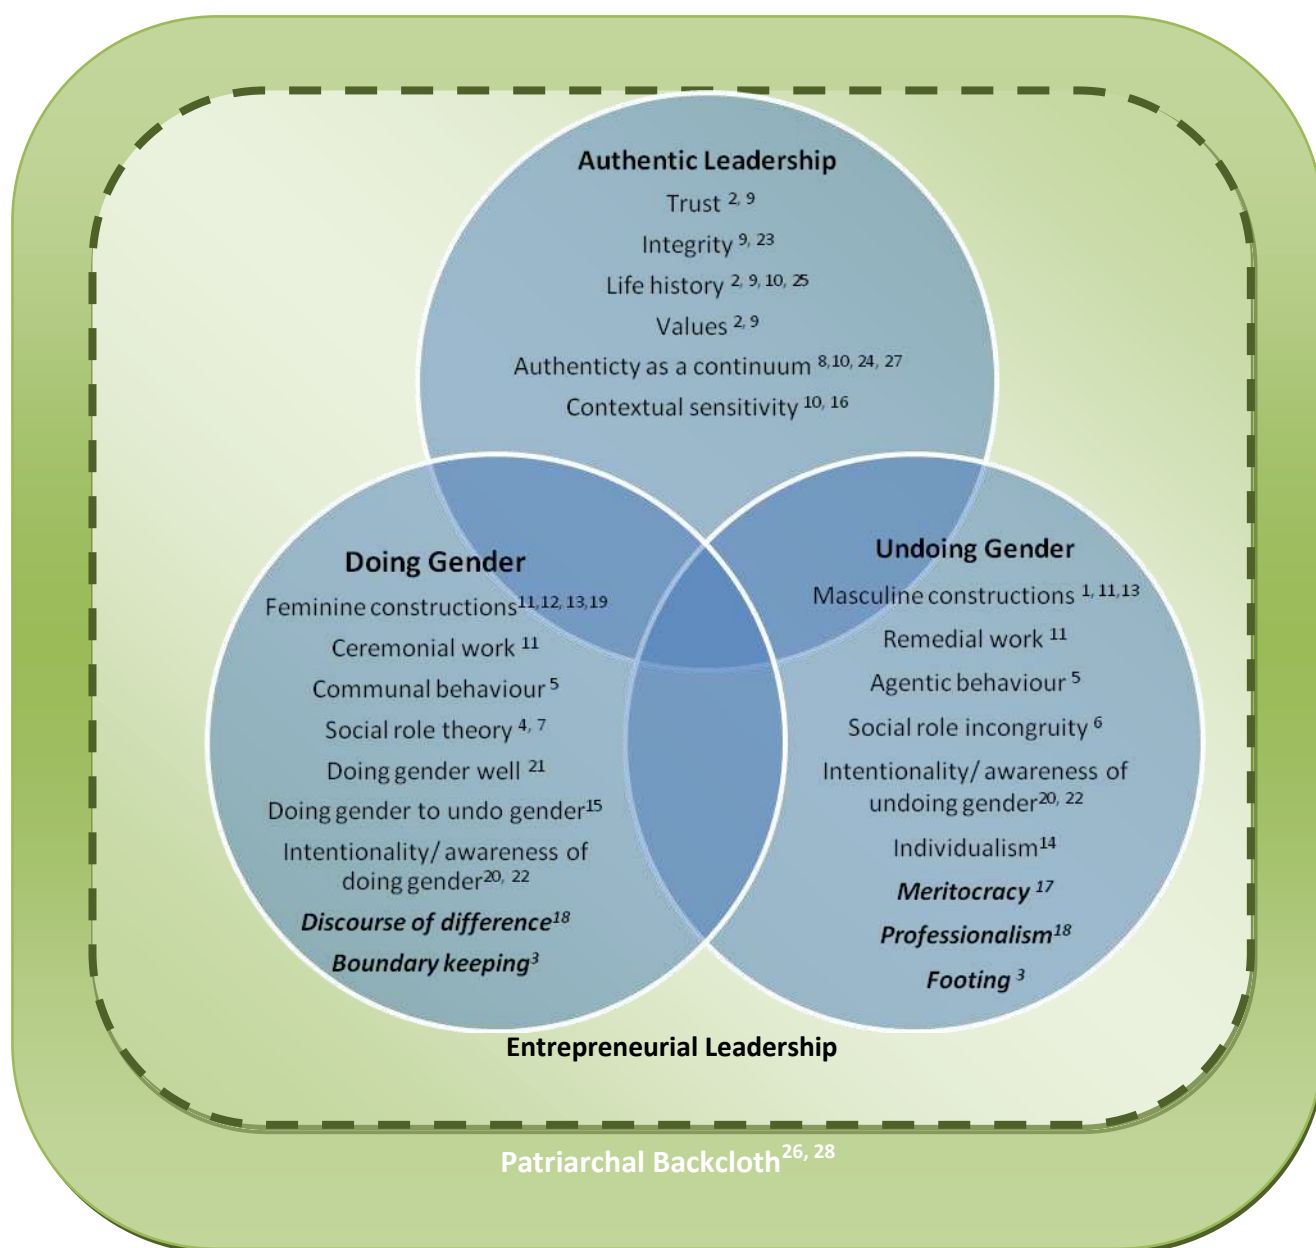 Authentic Leadership
Trust 2, 9
Integrity 9, 23
Life history 2, 9, 10, 25
Values 2, 9
Authenticty as a continuum 8,10, 24, 27
Contextual sensitivity 10, 16
Doing Gender
Feminine constructions11,12, 13,19
Ceremonial work 11
Communal behaviour 5
Social role theory 4, 7
Doing gender well 21
Doing gender to undo gender15
Intentionality/ awareness of
doing gender20, 22
Discourse of difference18
Boundary keeping3
Undoing Gender
Masculine constructions 1, 11,13
Remedial work 11
Agentic behaviour 5
Social role incongruity 6
Intentionality/ awareness of
undoing gender20, 22
Individualism14
Meritocracy 17
Professionalism18
Footing 3
Entrepreneurial Leadership
Patriarchal Backcloth26, 28